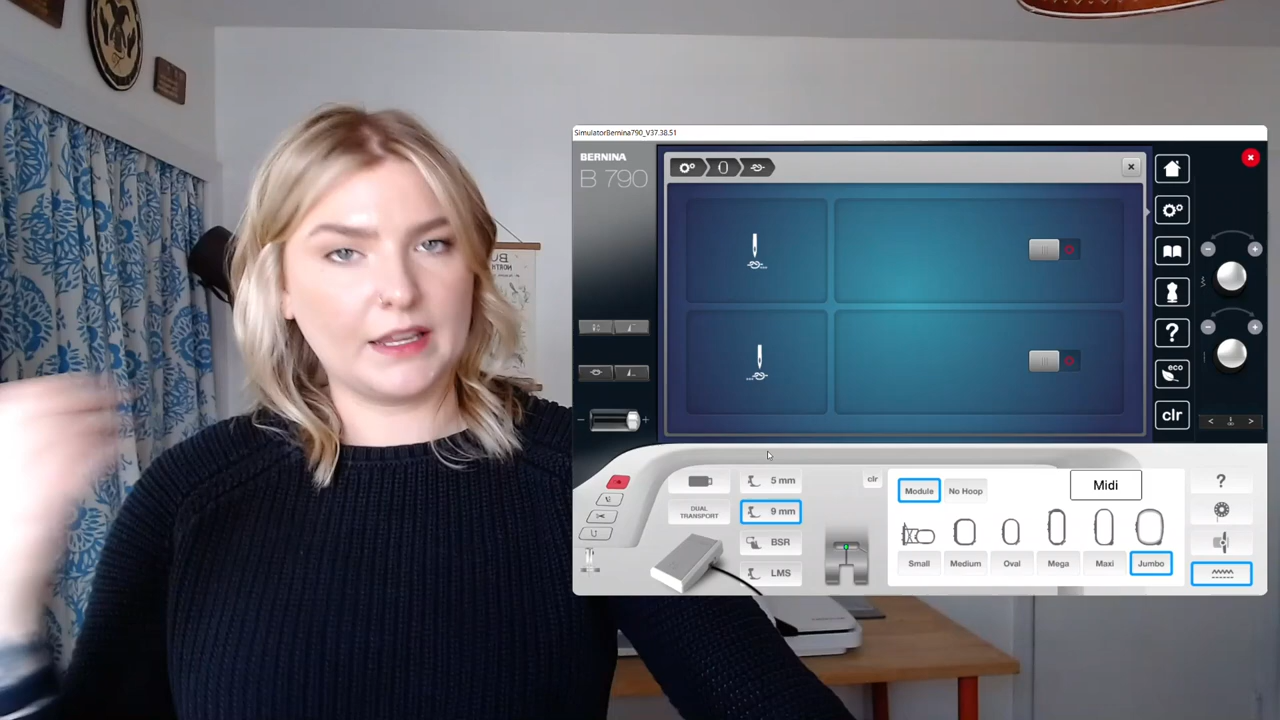 SimulatorBernina790_V37.38.51
BERNINA
B 790
eco
clr
5 mm
clr
DUAL
TRANSPORT
9 mm
BSR
LMS
Module
No Hoop
Midi
Small
Medium
Oval
Mega
Maxi
Jumbo